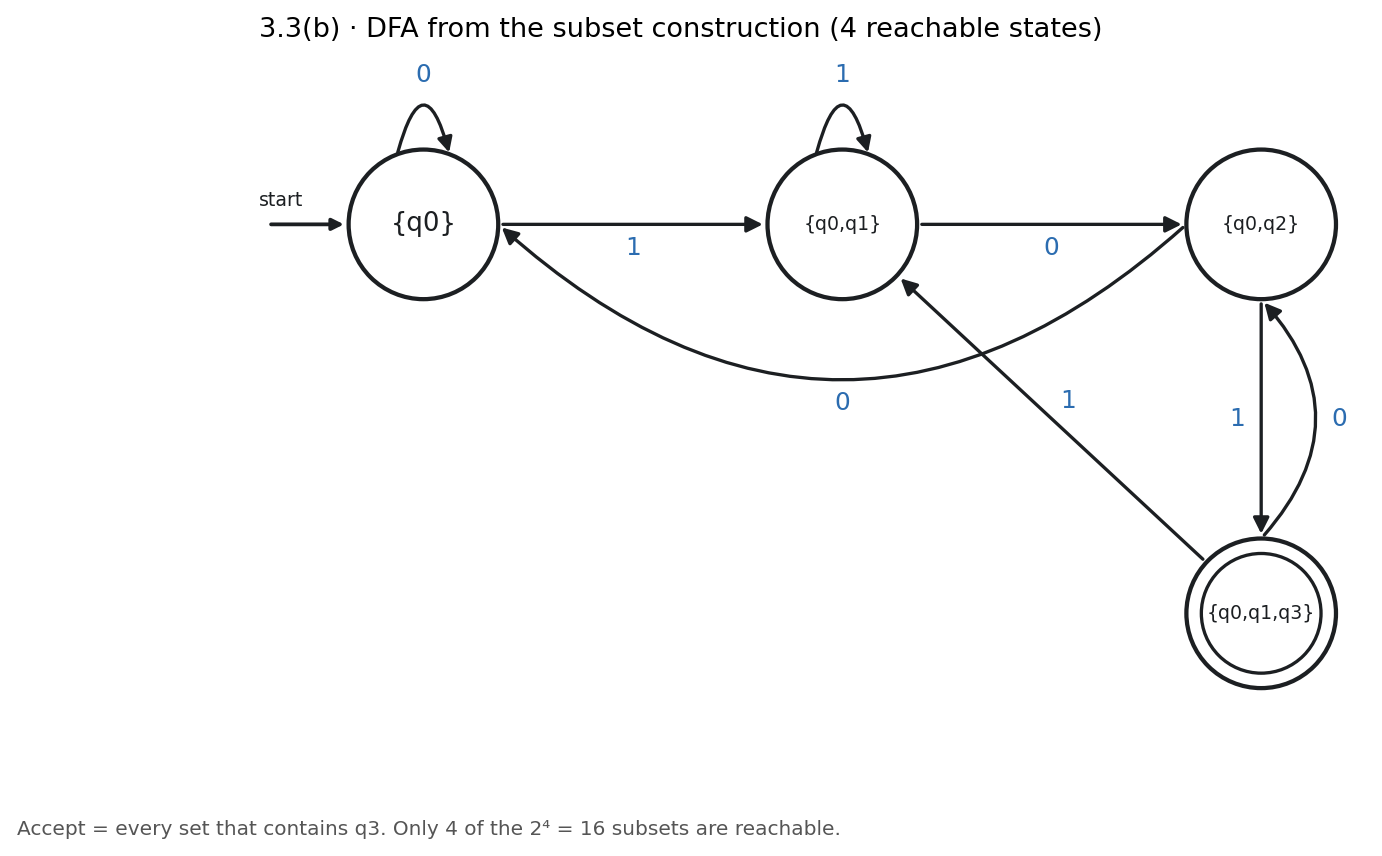 3.3(b) · DFA from the subset construction (4 reachable states)
0
1
start
{q0}
{q0,q1}
{q0,q2}
1
0
0
1
1
0
{q0,q1,q3}
Accept = every set that contains q3. Only 4 of the 2⁴ = 16 subsets are reachable.